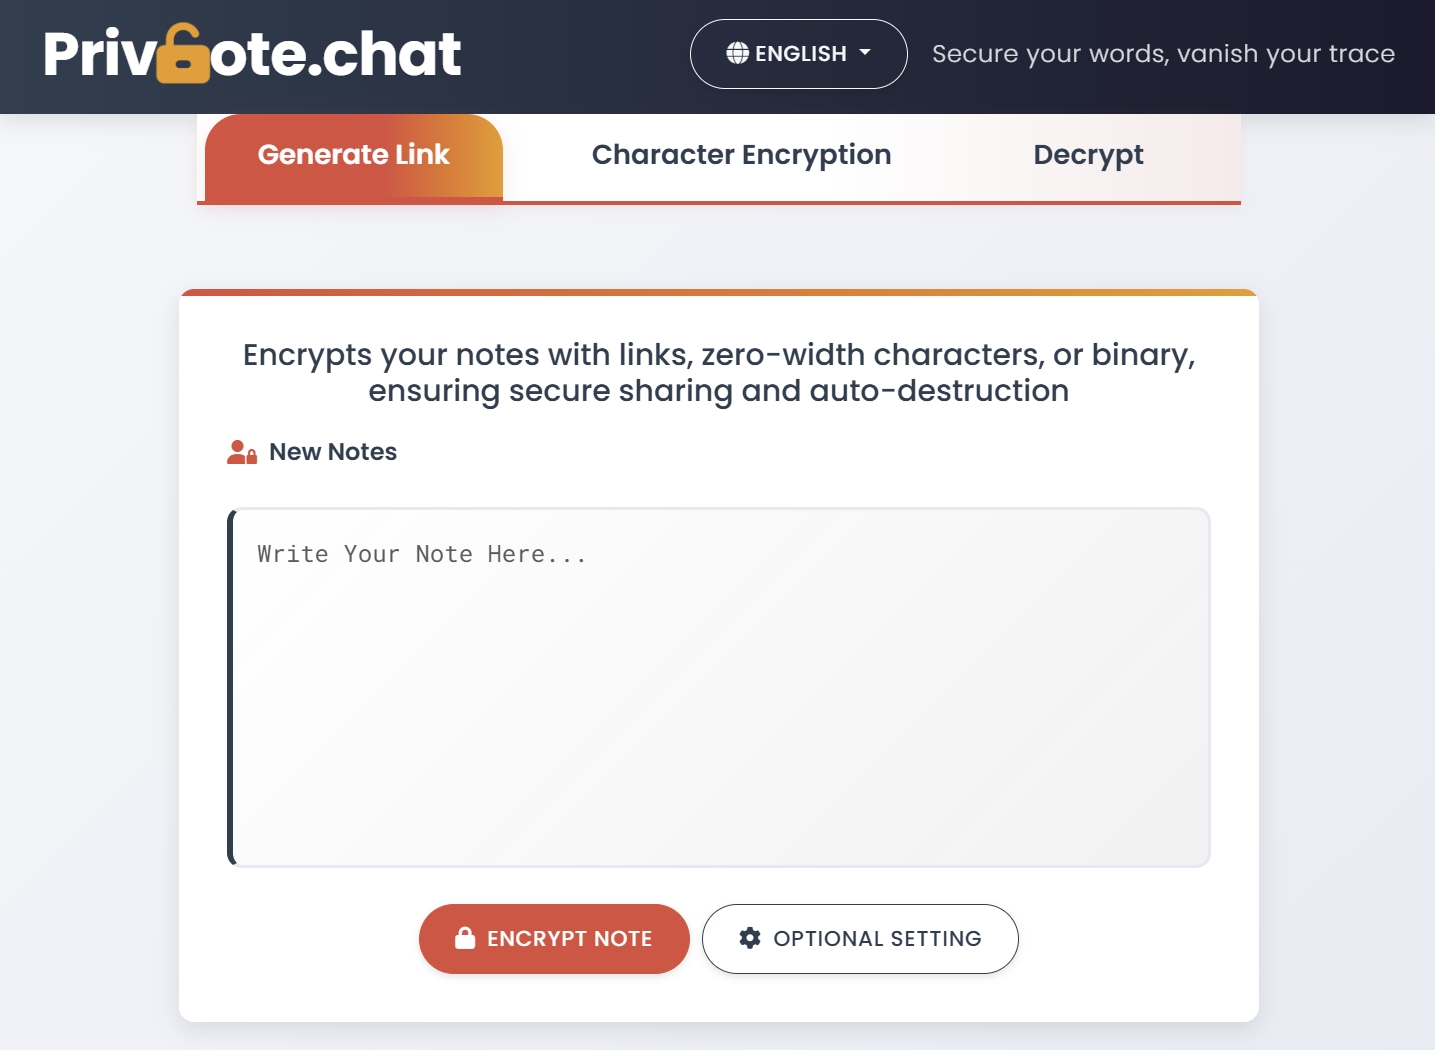 Privnote.chat
ENGLISH
Secure your words, vanish your trace
Generate Link
Character Encryption
Decrypt
Encrypts your notes with links, zero-width characters, or binary,
ensuring secure sharing and auto-destruction
New Notes
Write Your Note Here...
ENCRYPT NOTE
OPTIONAL SETTING